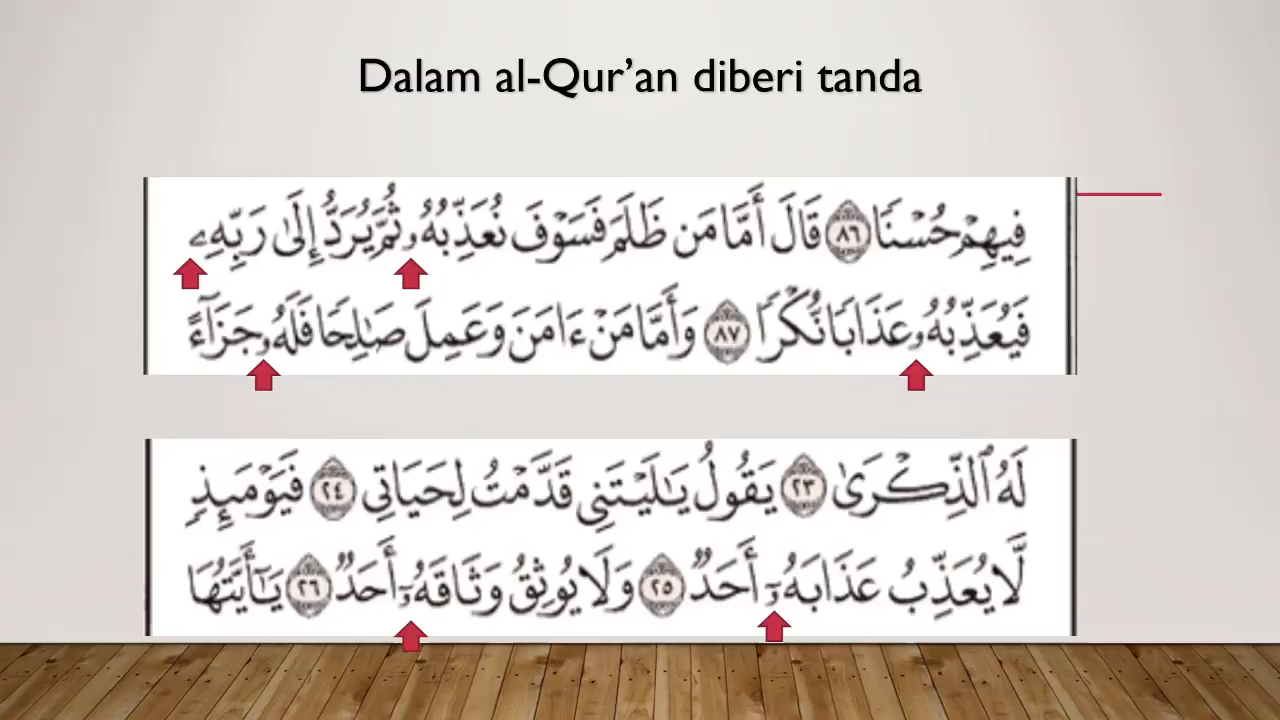 Dalam al-Qur’an diberi tanda
فِيهِمْ حُسْنًا ٨٦ قَالَ أَمَّا مَن ظَلَمَ فَسَوْفَ نُعَذِّبُهُۥ ثُمَّ يُرَدُّ إِلَىٰ رَبِّهِۦ
فَيُعَذِّبُهُۥ عَذَابًا نُّكْرًا ٨٧ وَأَمَّا مَنْ ءَامَنَ وَعَمِلَ صَـٰلِحًا فَلَهُۥ جَزَآءً
لَهُ ٱلذِّكْرَىٰ ٢٣ يَقُولُ يَـٰلَيْتَنِى قَدَّمْتُ لِحَيَاتِى ٢٤ فَيَوْمَئِذٍ
لَّا يُعَذِّبُ عَذَابَهُۥٓ أَحَدٌ ٢٥ وَلَا يُوثِقُ وَثَاقَهُۥٓ أَحَدٌ ٢٦ يَـٰٓأَيَّتُهَا